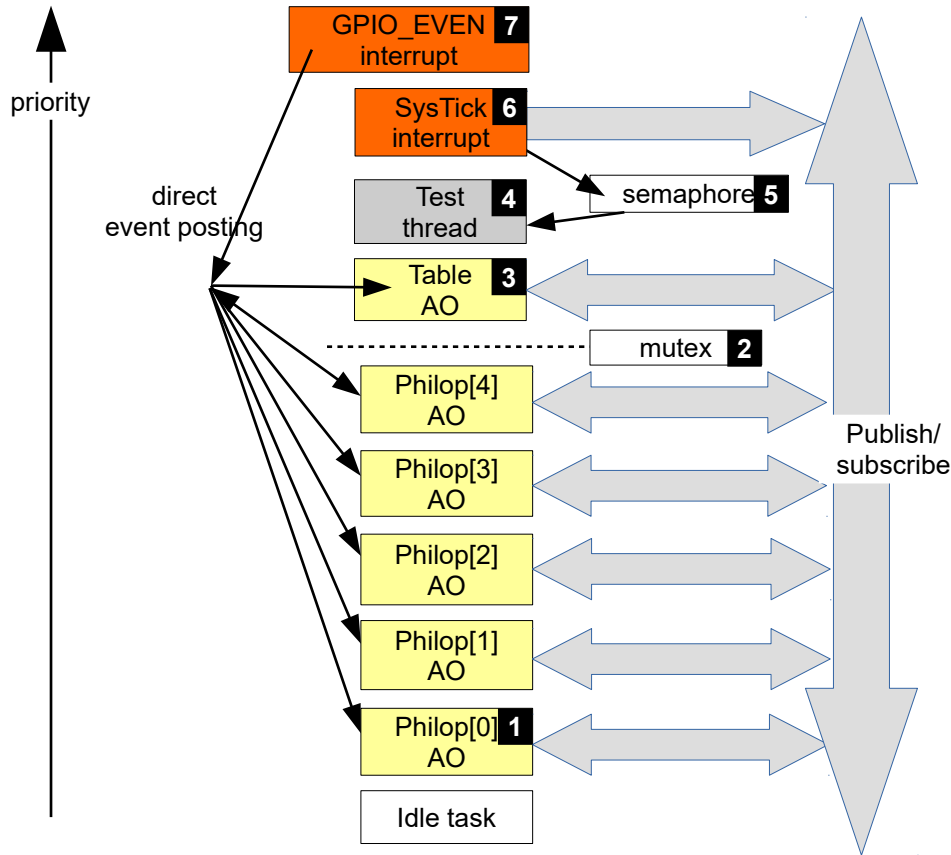 GPIO_EVEN 7
interrupt
priority
SysTick 6
interrupt
direct
event posting
Test 4
thread
semaphore 5
Table 3
AO
mutex 2
Philop[4]
AO
Publish/
subscribe
Philop[3]
AO
Philop[2]
AO
Philop[1]
AO
Philop[0] 1
AO
Idle task